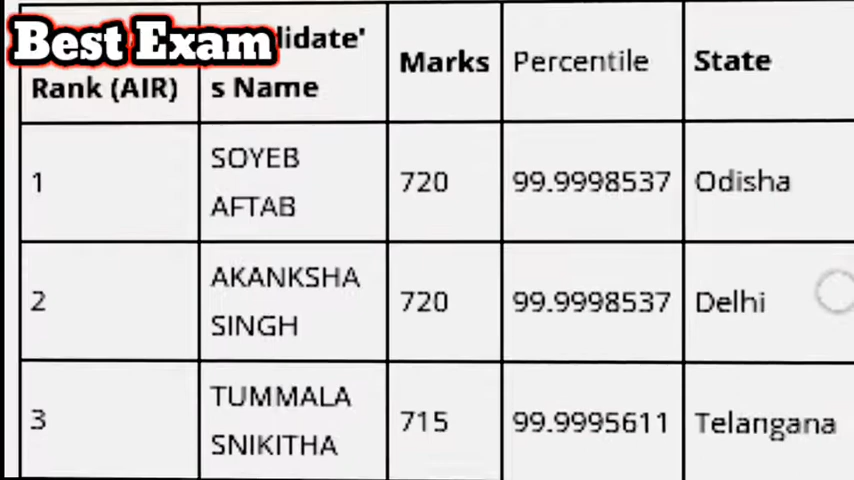 Best Exam
idate'
Rank (AIR)
s Name
Marks
Percentile
State
1
SOYEB
AFTAB
720
99.9998537
Odisha
2
AKANKSHA
SINGH
720
99.9998537
Delhi
3
TUMMALA
SNIKITHA
715
99.9995611
Telangana